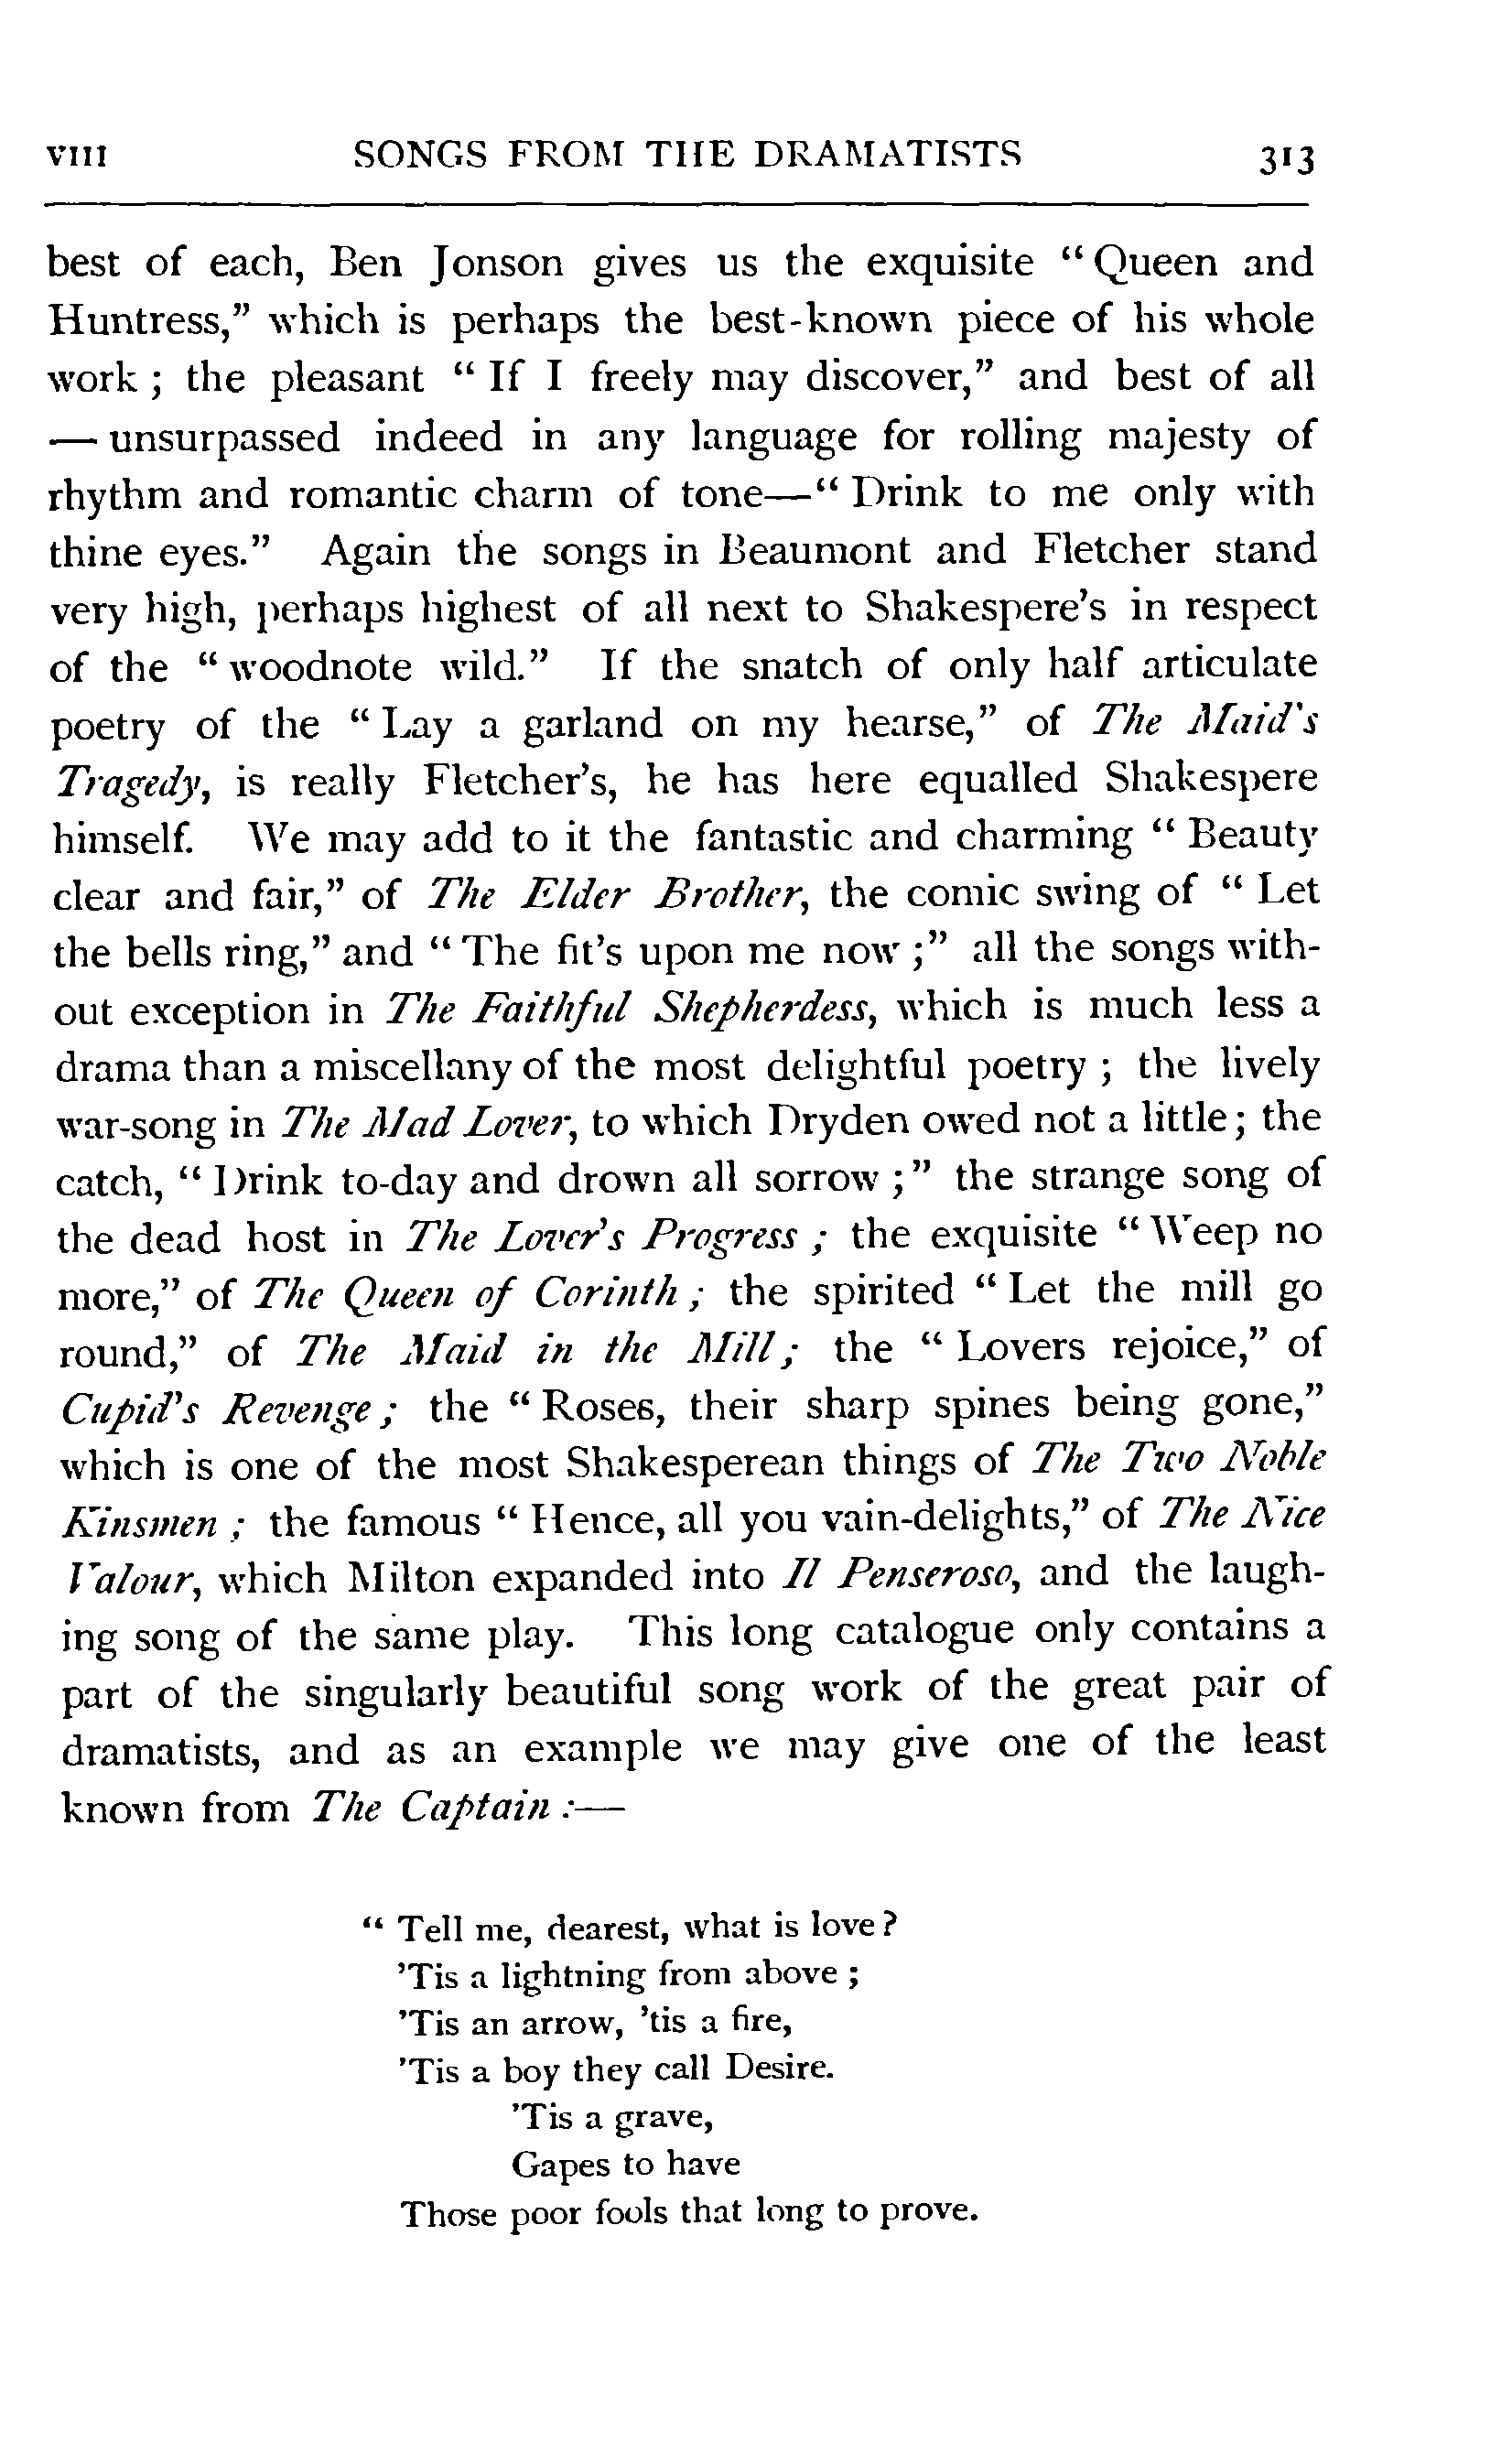 VIII SONGS FROM THE DRAMATISTS 313
best of each, Ben Jonson gives us the exquisite “Queen and
Huntress,” which is perhaps the best-known piece of his whole
work ; the pleasant “ If I freely may discover,” and best of all
— unsurpassed indeed in any language for rolling majesty of
rhythm and romantic charm of tone—“ Drink to me only with
thine eyes.” Again the songs in Beaumont and Fletcher stand
very high, perhaps highest of all next to Shakespere’s in respect
of the “ woodnote wild.” If the snatch of only half articulate
poetry of the “ Lay a garland on my hearse,” of The Maid's
Tragedy, is really Fletcher’s, he has here equalled Shakespere
himself. We may add to it the fantastic and charming “ Beauty
clear and fair,” of The Elder Brother, the comic swing of “ Let
the bells ring,” and “ The fit’s upon me now ;” all the songs with-
out exception in The Faithful Shepherdess, which is much less a
drama than a miscellany of the most delightful poetry ; the lively
war-song in The Mad Lover, to which Dryden owed not a little ; the
catch, “ Drink to-day and drown all sorrow ;” the strange song of
the dead host in The Lover’s Progress ; the exquisite “ Weep no
more,” of The Queen of Corinth ; the spirited “ Let the mill go
round,” of The Maid in the Mill ; the “ Lovers rejoice,” of
Cupid’s Revenge ; the “ Roses, their sharp spines being gone,”
which is one of the most Shakesperean things of The Two Noble
Kinsmen ; the famous “ Hence, all you vain-delights,” of The Nice
Valour, which Milton expanded into Il Penseroso, and the laugh-
ing song of the same play. This long catalogue only contains a
part of the singularly beautiful song work of the great pair of
dramatists, and as an example we may give one of the least
known from The Captain :—
“ Tell me, dearest, what is love ?
’Tis a lightning from above ;
’Tis an arrow, ’tis a fire,
’Tis a boy they call Desire.
’Tis a grave,
Gapes to have
Those poor fools that long to prove.